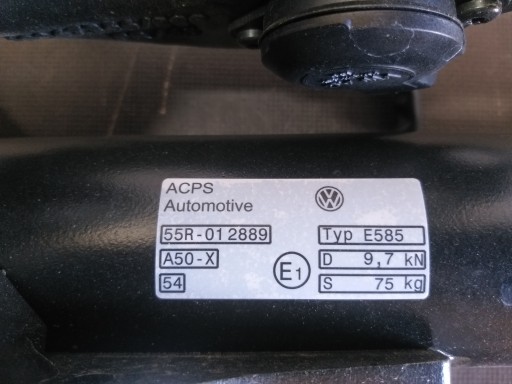 ACPS
Automotive
55R-012889
Typ E585
A50-X
D 9,7 kN
54
E1
S 75 kg